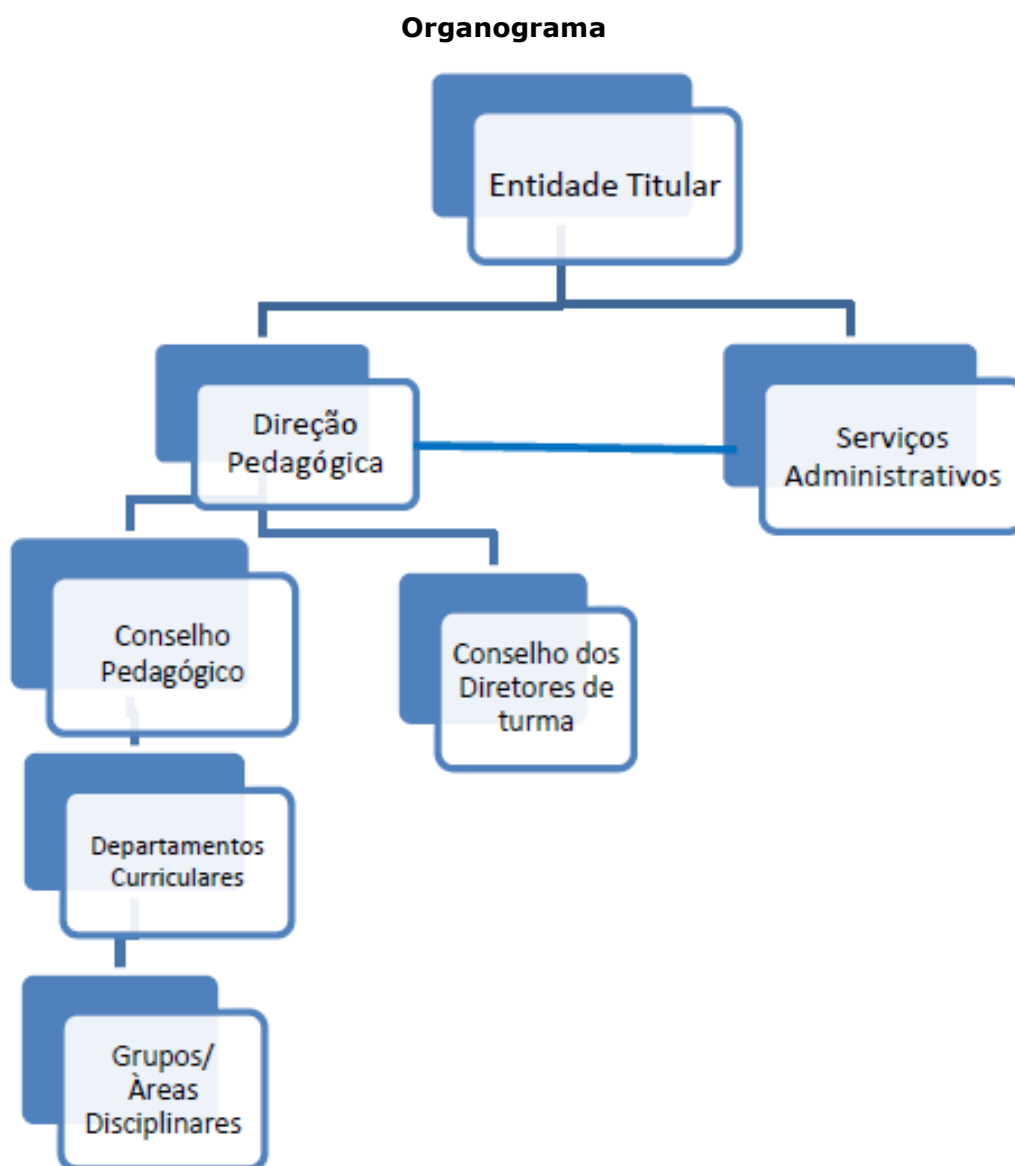 Organograma
Entidade Titular
Direção
Pedagógica
Serviços
Administrativos
Conselho
Pedagógico
Conselho dos
Diretores de
turma
Departamentos
Curriculares
Grupos/
Àreas
Disciplinares